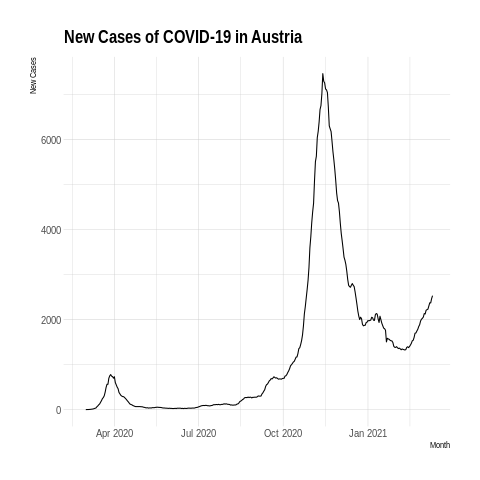 New Cases of COVID-19 in Austria
New Cases
6000
4000
2000
0
Apr 2020
Jul 2020
Oct 2020
Jan 2021
Month